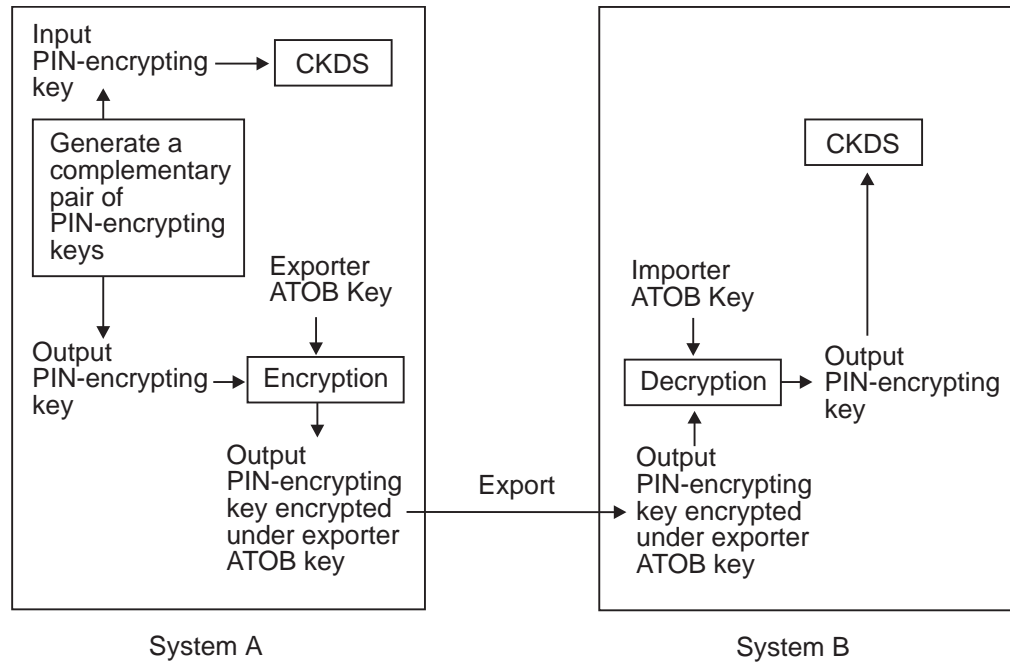 Input
PIN-encrypting
key
CKDS
Generate a
complementary
pair of
PIN-encrypting
keys
Exporter
ATOB Key
Output
PIN-encrypting
key
Encryption
Output
PIN-encrypting
key encrypted
under exporter
ATOB key
Export
CKDS
Importer
ATOB Key
Decryption
Output
PIN-encrypting
key
Output
PIN-encrypting
key encrypted
under exporter
ATOB key
System A
System B